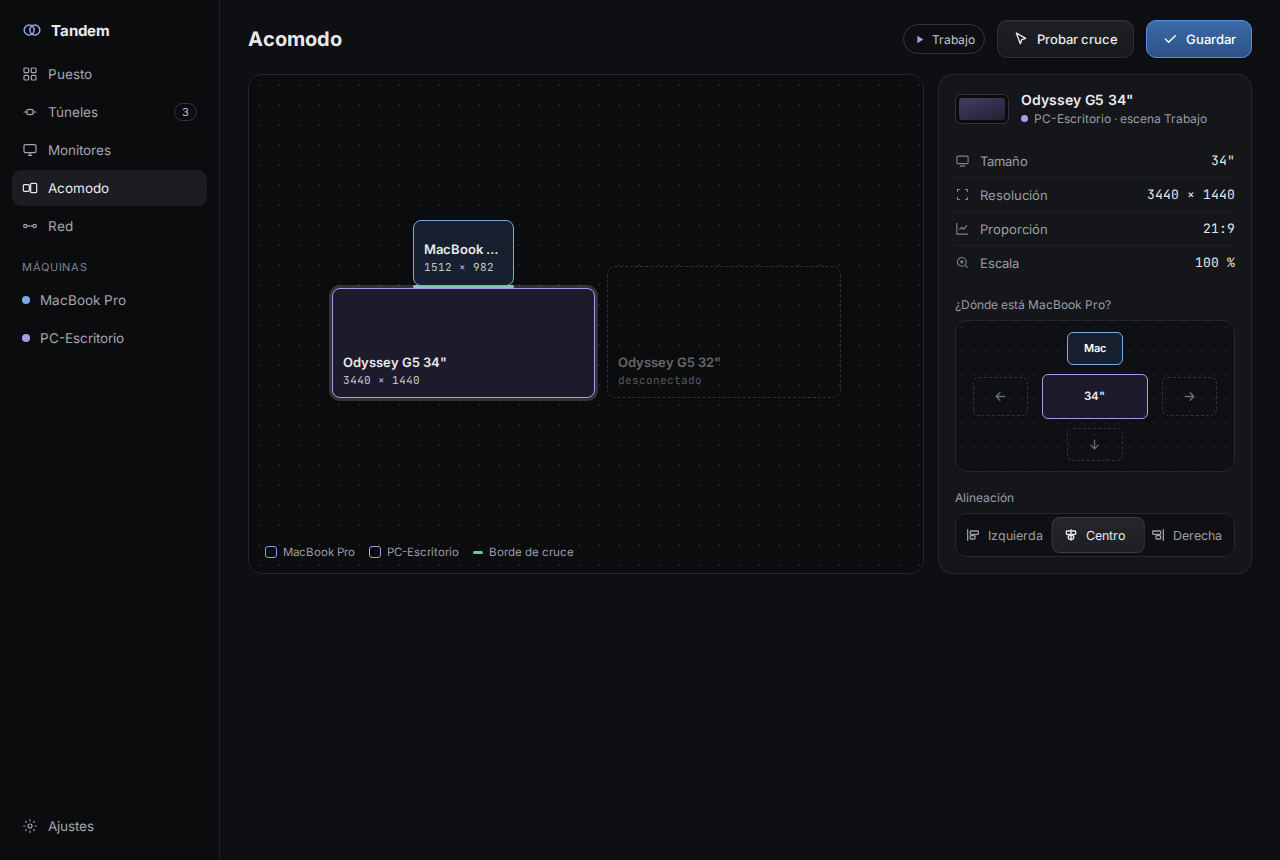 Tandem
Puesto
Túneles
3
Monitores
Acomodo
Red
MÁQUINAS
MacBook Pro
PC-Escritorio
Ajustes
Acomodo
Trabajo
Probar cruce
Guardar
MacBook ...
1512 × 982
Odyssey G5 34"
3440 × 1440
Odyssey G5 32"
desconectado
MacBook Pro
PC-Escritorio
Borde de cruce
Odyssey G5 34"
PC-Escritorio · escena Trabajo
Tamaño 34"
Resolución 3440 × 1440
Proporción 21:9
Escala 100 %
¿Dónde está MacBook Pro?
Mac
34"
Alineación
Izquierda
Centro
Derecha